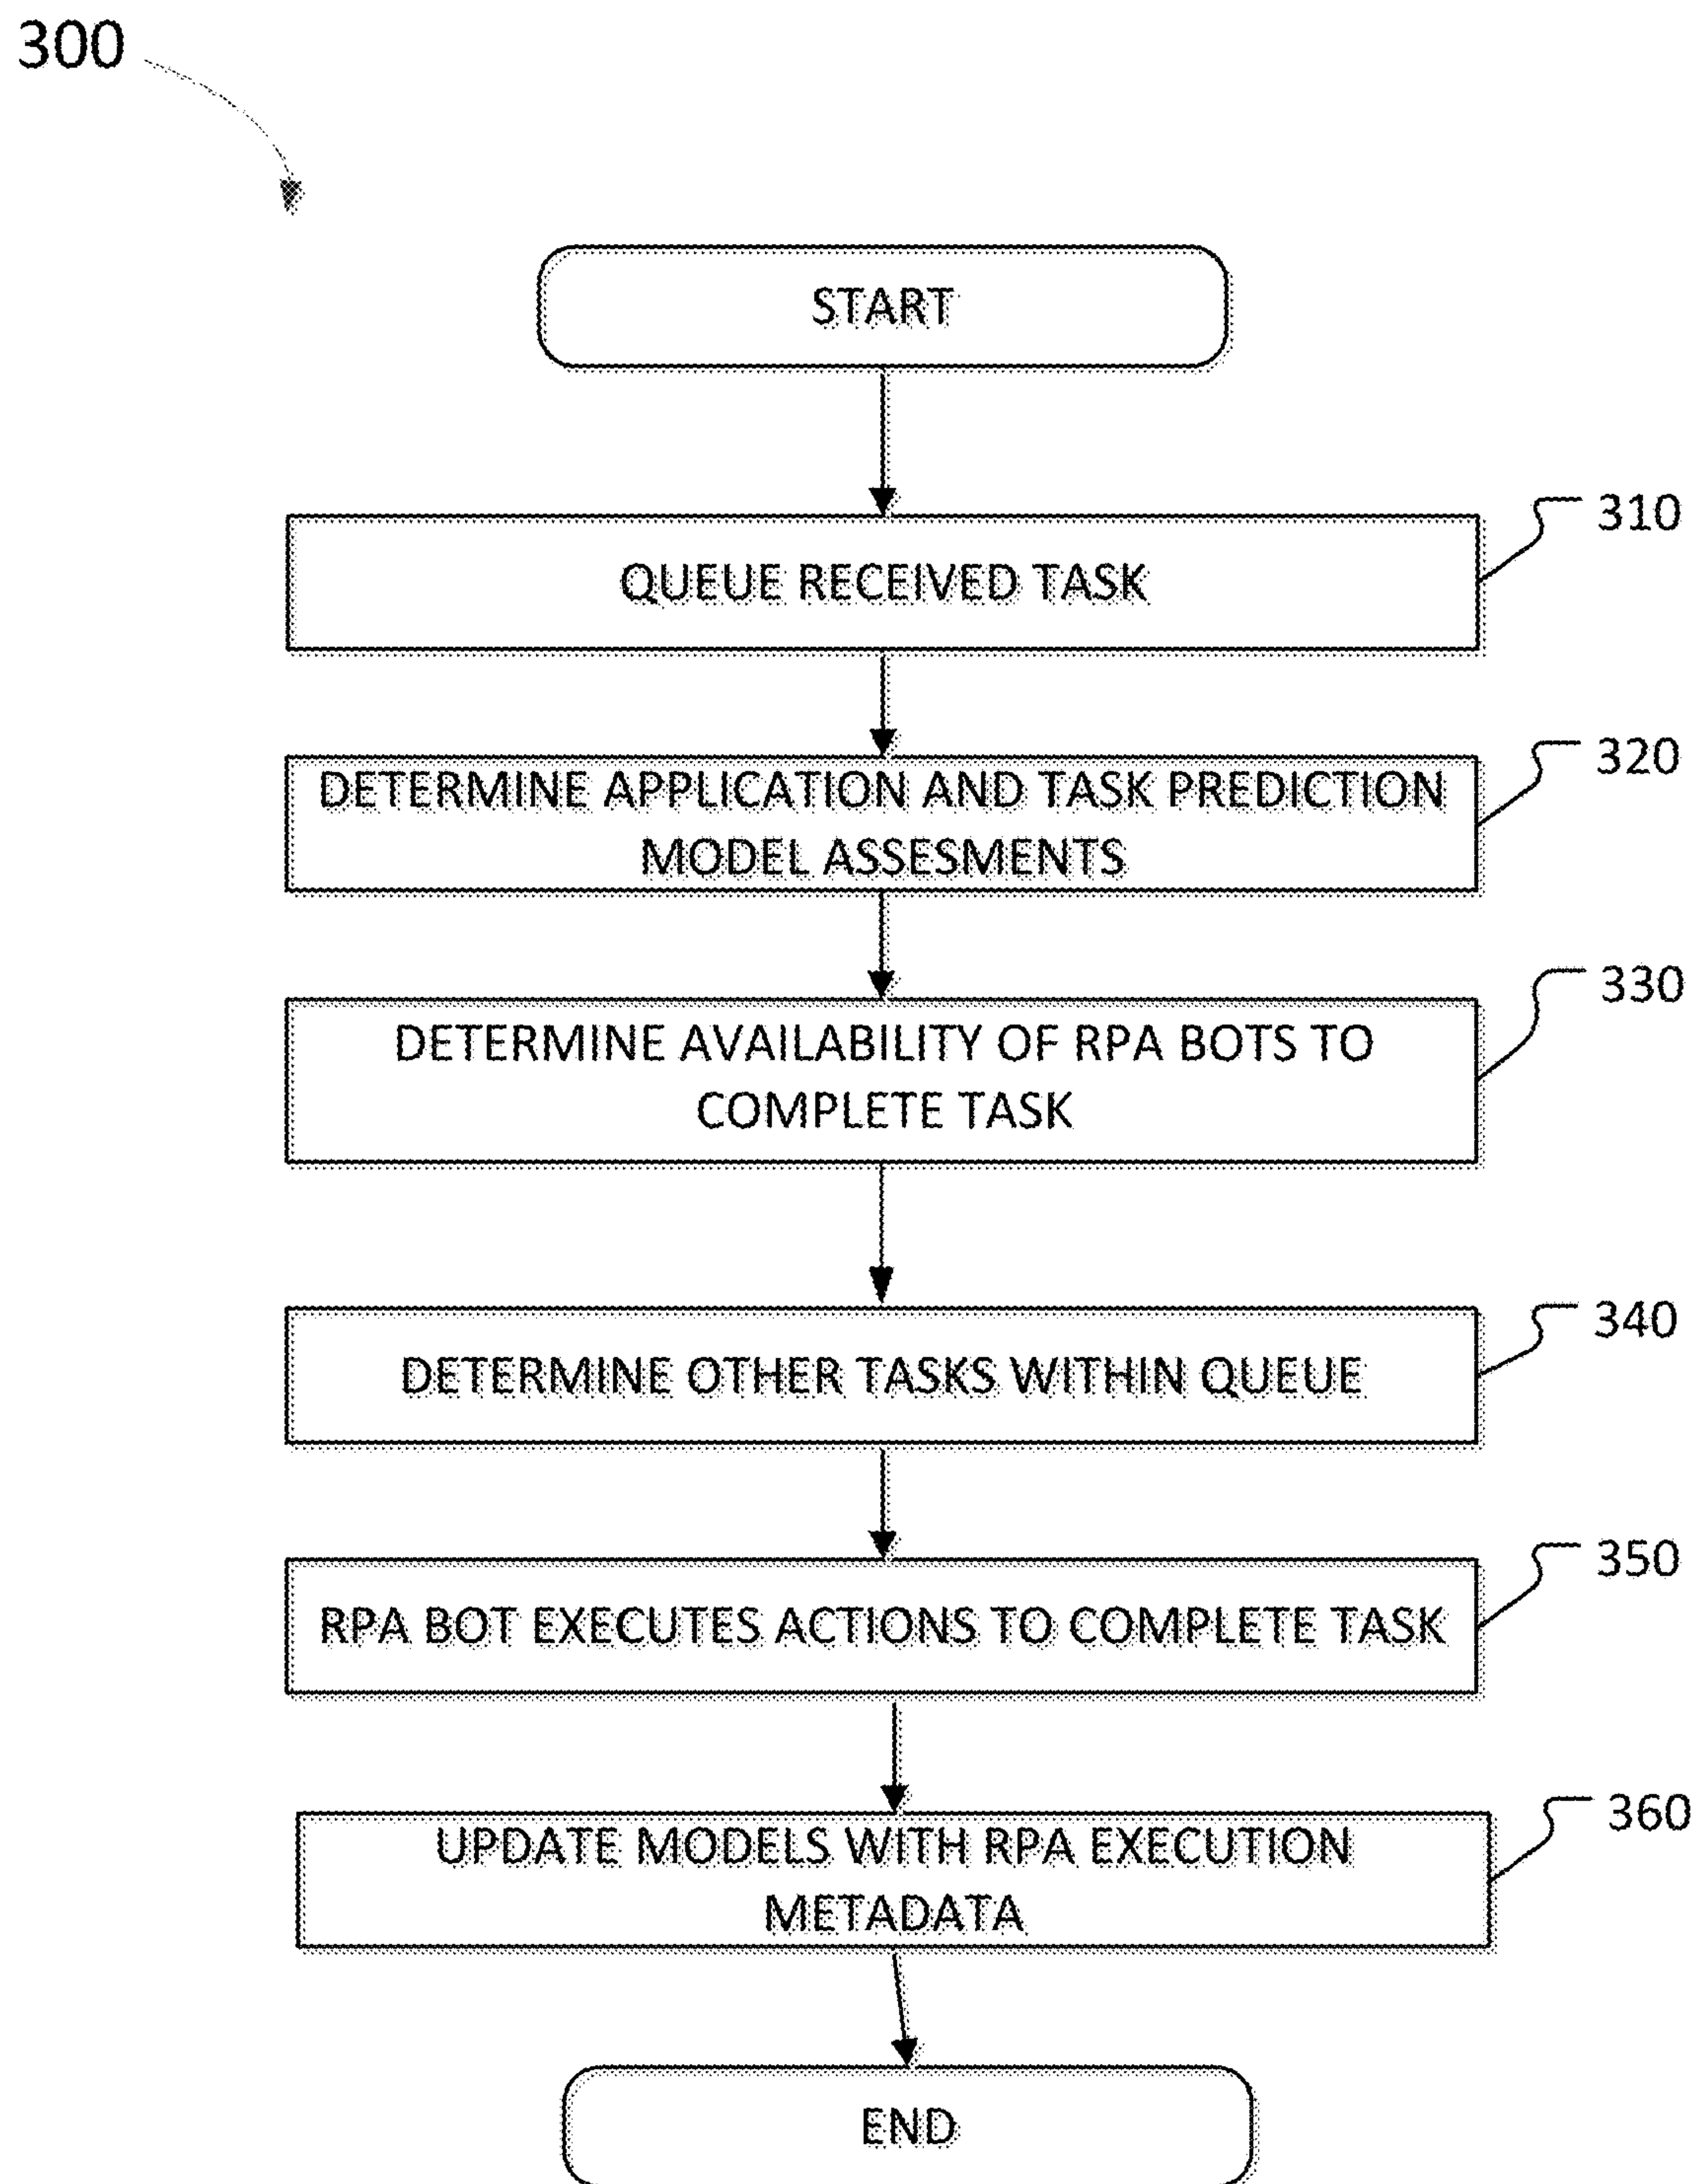 300
START
310
QUEUE RECEIVED TASK
320
DETERMINE APPLICATION AND TASK PREDICTION
MODEL ASSESMENTS
330
DETERMINE AVAILABILITY OF RPA BOTS TO
COMPLETE TASK
340
DETERMINE OTHER TASKS WITHIN QUEUE
350
RPA BOT EXECUTES ACTIONS TO COMPLETE TASK
360
UPDATE MODELS WITH RPA EXECUTION
METADATA
END